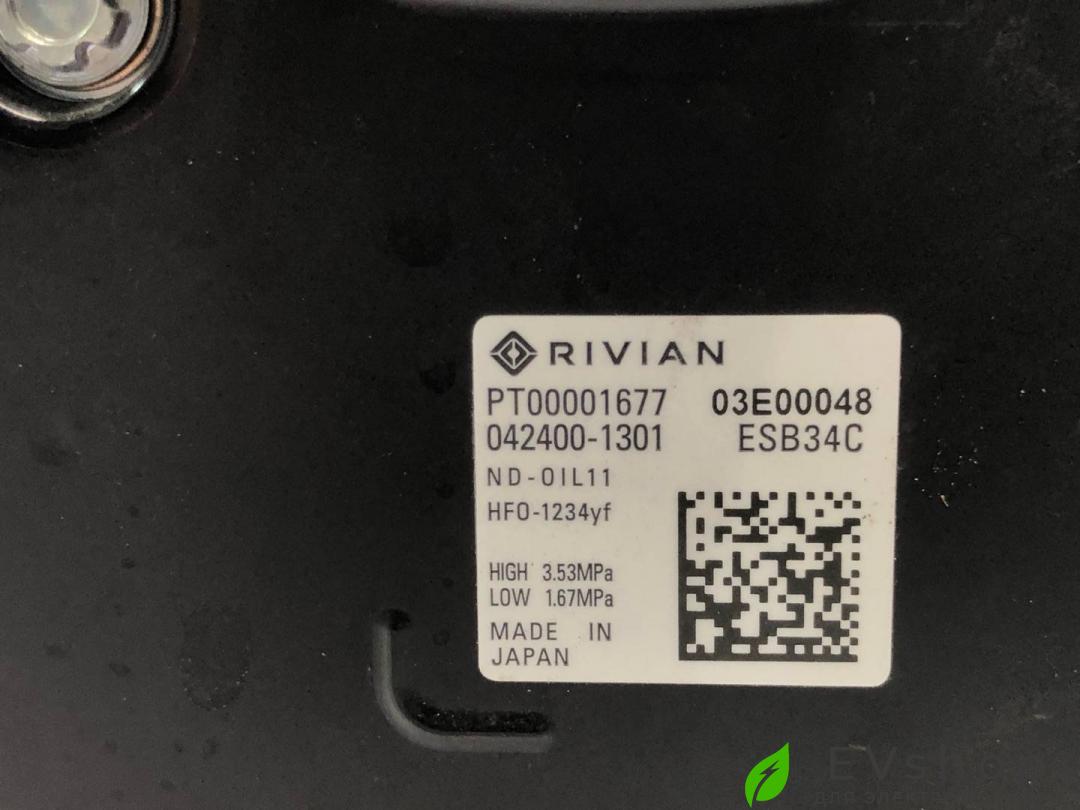 RIVIAN
PT00001677 03E00048
042400-1301 ESB34C
ND-OIL11
HFO-1234yf
HIGH 3.53MPa
LOW 1.67MPa
MADE IN
JAPAN